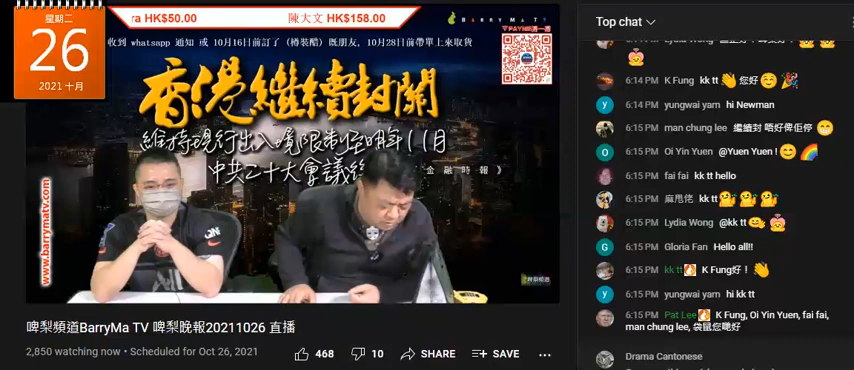 星期二
26
2021 十月
ra HK$50.00
陳大文 HK$158.00
BARRYMA TV
收到 whatsapp 通知 或 10月16日前訂了 (樽裝醋) 既朋友, 10月28日前帶單上來取貨
香港繼續封關
維持現行出入境限制至明年11月
中共二十大會議後
金融時報》
www.barrymatv.com
啤梨頻道
啤梨頻道BarryMa TV 啤梨晚報20211026 直播
2,850 watching now • Scheduled for Oct 26, 2021
468
10
SHARE
SAVE
Top chat
Lydia Wong
6:14 PM K Fung kk tt👋 您好😊🎉
6:14 PM yungwai yam hi Newman
6:15 PM man chung lee 繼續封 唔好俾佢停😁
6:15 PM Oi Yin Yuen @Yuen Yuen !😊🌈
6:15 PM fai fai kk tt hello
6:15 PM 麻甩佬 kk tt
6:15 PM Lydia Wong @kk tt
6:15 PM Gloria Fan Hello all!!
6:15 PM kk tt K Fung好！👋
6:15 PM yungwai yam hi kk tt
6:15 PM Pat Lee K Fung, Oi Yin Yuen, fai fai,
man chung lee, 袋鼠您哋好
Drama Cantonese